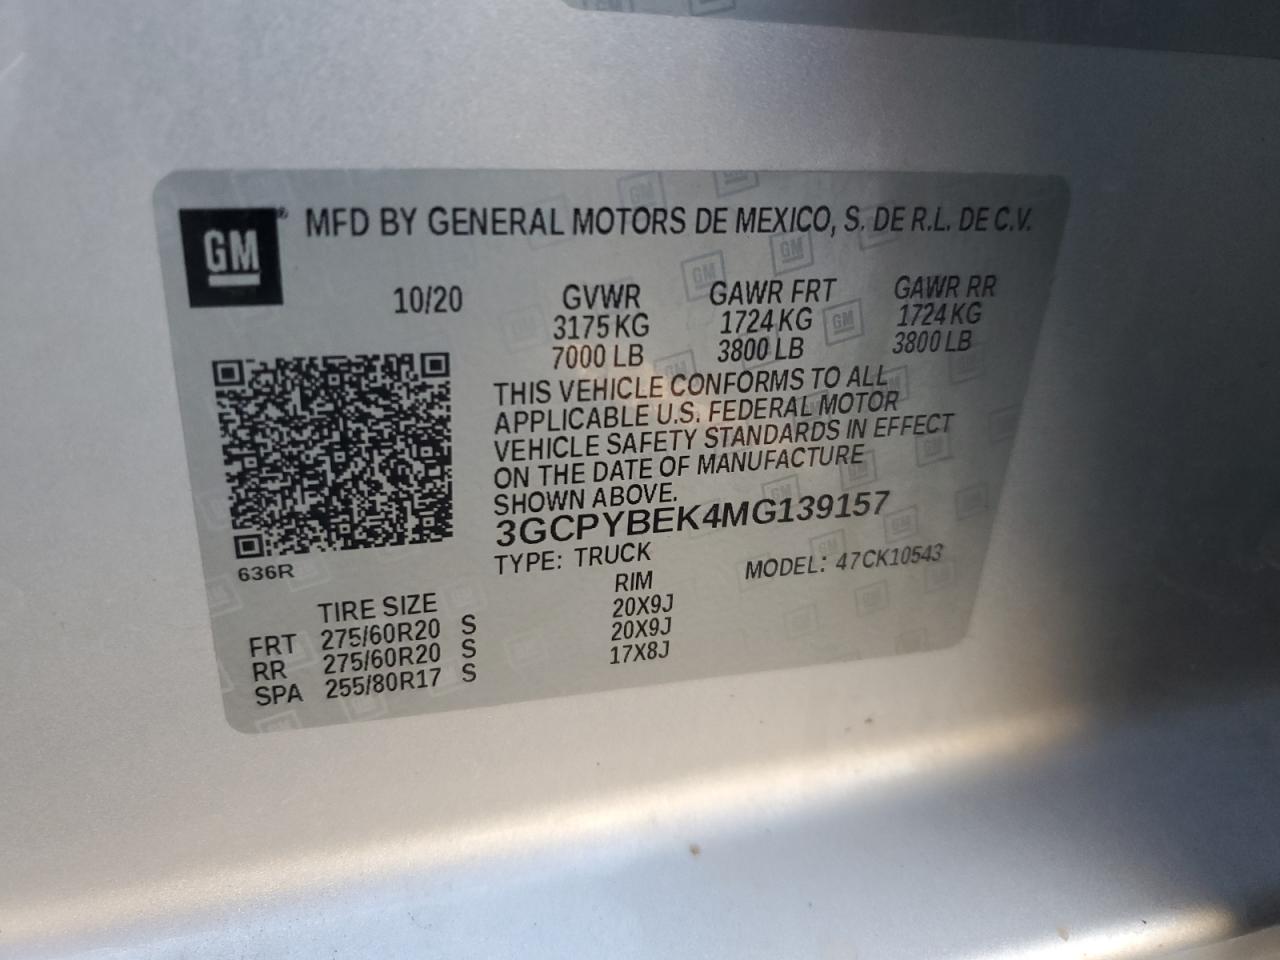 GM® MFD BY GENERAL MOTORS DE MEXICO, S. DE R.L. DE C.V.
10/20 GVWR GAWR FRT GAWR RR
3175 KG 1724 KG 1724 KG
7000 LB 3800 LB 3800 LB
THIS VEHICLE CONFORMS TO ALL
APPLICABLE U.S. FEDERAL MOTOR
VEHICLE SAFETY STANDARDS IN EFFECT
ON THE DATE OF MANUFACTURE
SHOWN ABOVE.
3GCPYBEK4MG139157
TYPE: TRUCK MODEL: 47CK10543
636R
TIRE SIZE RIM
FRT 275/60R20 S 20X9J
RR 275/60R20 S 20X9J
SPA 255/80R17 S 17X8J